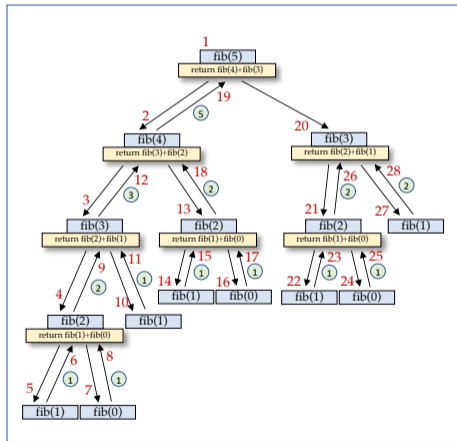 1
fib(5)
return fib(4)+fib(3)
2
19
5
20
fib(4)
return fib(3)+fib(2)
fib(3)
return fib(2)+fib(1)
3
12
3
18
2
13
26
2
28
2
21
27
fib(3)
return fib(2)+fib(1)
fib(2)
return fib(1)+fib(0)
fib(2)
return fib(1)+fib(0)
fib(1)
4
9
2
11
1
10
14
15
1
16
17
1
22
23
1
24
25
1
fib(1)
fib(0)
fib(1)
fib(0)
fib(2)
return fib(1)+fib(0)
fib(1)
5
6
1
7
8
1
fib(1)
fib(0)